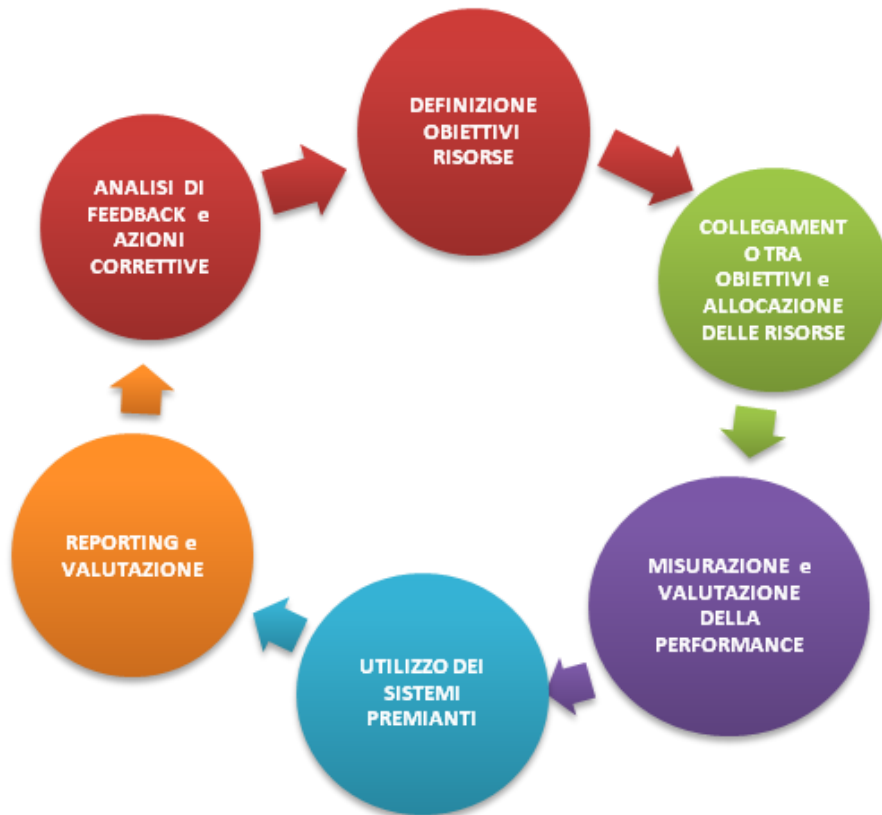 DEFINIZIONE
OBIETTIVI
RISORSE
COLLEGAMENT
O TRA
OBIETTIVI e
ALLOCAZIONE
DELLE RISORSE
MISURAZIONE e
VALUTAZIONE
DELLA
PERFORMANCE
UTILIZZO DEI
SISTEMI
PREMIANTI
REPORTING e
VALUTAZIONE
ANALISI DI
FEEDBACK e
AZIONI
CORRETTIVE